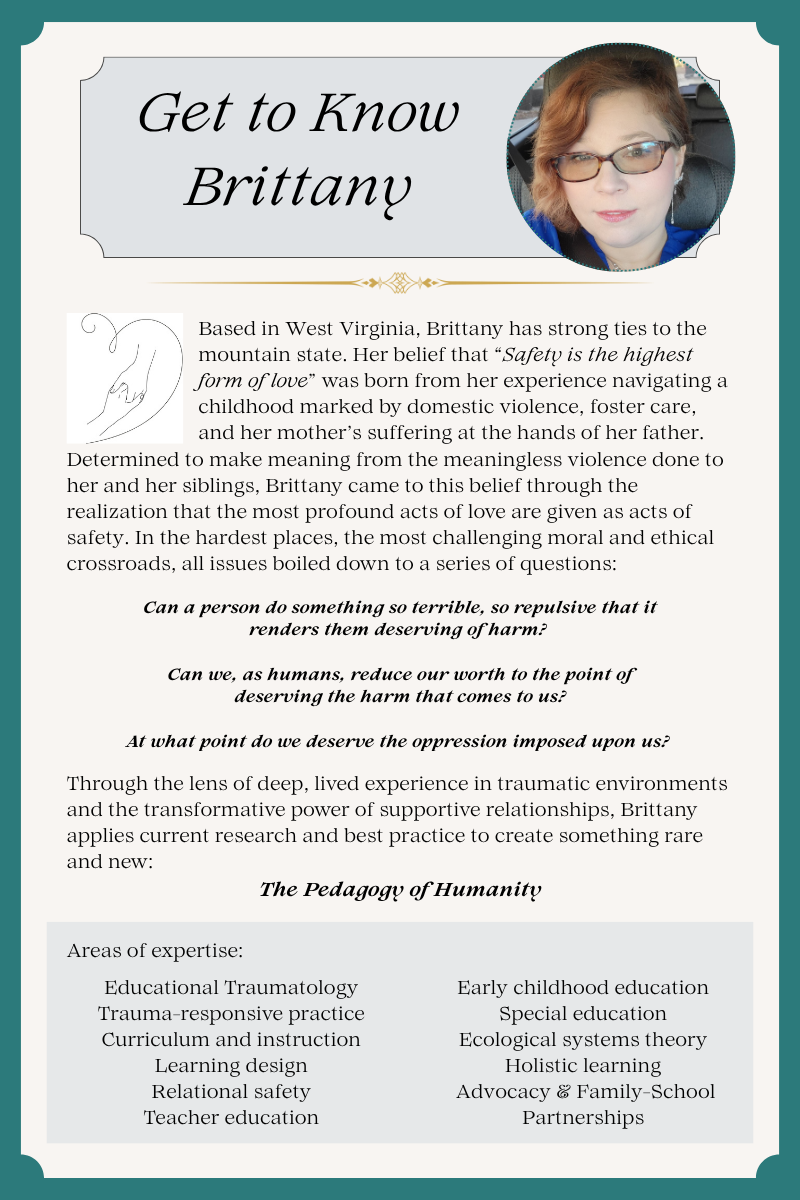 Get to Know
Brittany
Based in West Virginia, Brittany has strong ties to the
mountain state. Her belief that “Safety is the highest
form of love” was born from her experience navigating a
childhood marked by domestic violence, foster care,
and her mother’s suffering at the hands of her father.
Determined to make meaning from the meaningless violence done to
her and her siblings, Brittany came to this belief through the
realization that the most profound acts of love are given as acts of
safety. In the hardest places, the most challenging moral and ethical
crossroads, all issues boiled down to a series of questions:
Can a person do something so terrible, so repulsive that it
renders them deserving of harm?
Can we, as humans, reduce our worth to the point of
deserving the harm that comes to us?
At what point do we deserve the oppression imposed upon us?
Through the lens of deep, lived experience in traumatic environments
and the transformative power of supportive relationships, Brittany
applies current research and best practice to create something rare
and new:
The Pedagogy of Humanity
Areas of expertise:
Educational Traumatology
Trauma-responsive practice
Curriculum and instruction
Learning design
Relational safety
Teacher education
Early childhood education
Special education
Ecological systems theory
Holistic learning
Advocacy & Family-School
Partnerships